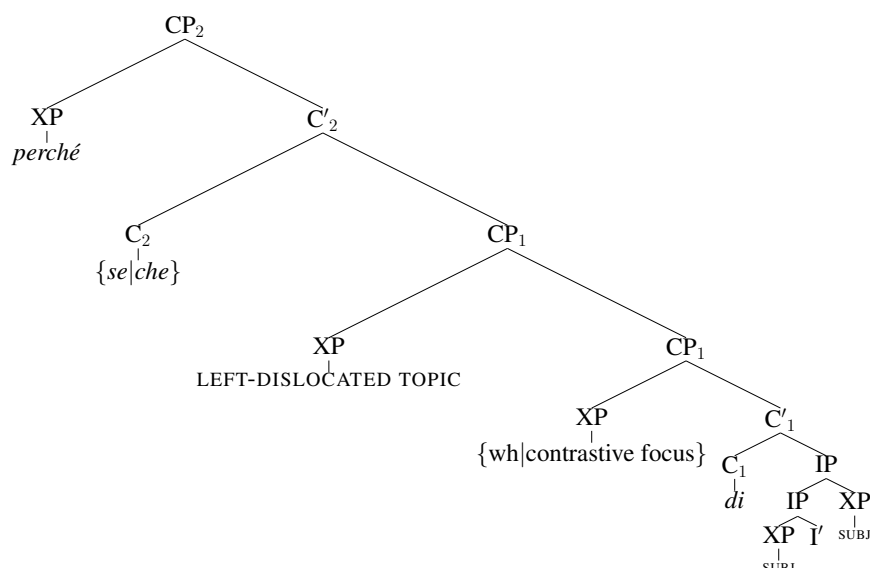 CP₂
XP C′₂
perché
C₂ CP₁
{se|che}
XP CP₁
LEFT-DISLOCATED TOPIC
XP C′₁
{wh|contrastive focus} C₁ IP
di IP XP
XP I′ SUBJ
SUBJ